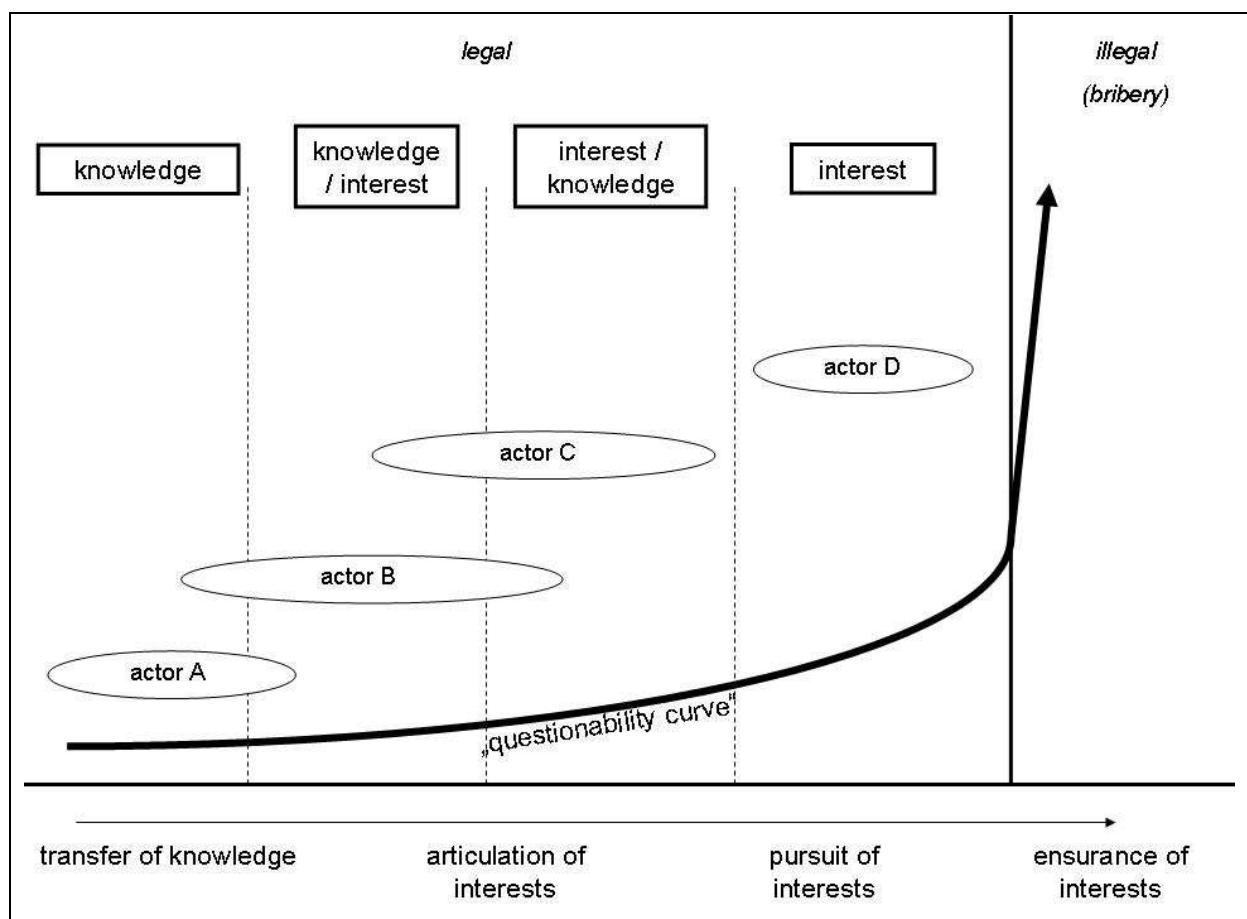 legal
illegal
(bribery)
knowledge
knowledge
/ interest
interest /
knowledge
interest
actor D
actor C
actor B
actor A
„questionability curve“
transfer of knowledge
articulation of
interests
pursuit of
interests
ensurance of
interests